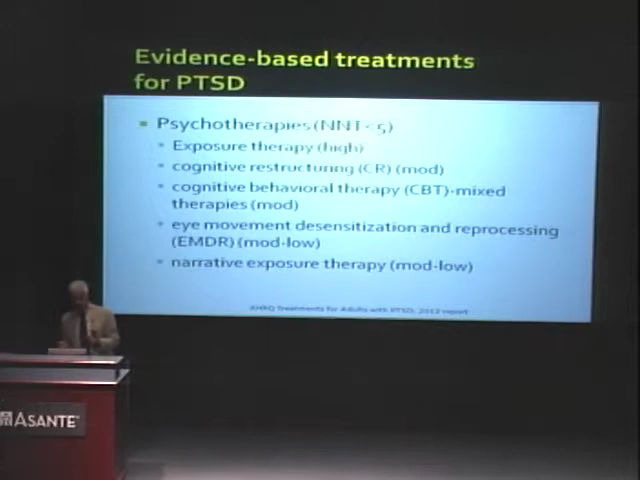 Evidence-based treatments
for PTSD
Psychotherapies (NNT< 5)
Exposure therapy (high)
cognitive restructuring (CR) (mod)
cognitive behavioral therapy (CBT)-mixed
therapies (mod)
eye movement desensitization and reprocessing
(EMDR) (mod-low)
narrative exposure therapy (mod-low)
AHRQ Treatments for Adults with PTSD, 2012 report
ASANTE